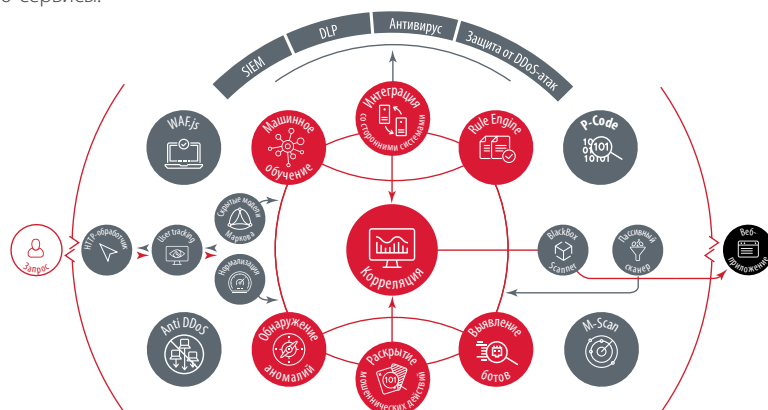 SIEM
DLP
Антивирус
Защита от DDoS-атак
WAF.js
Машинное
обучение
Интеграция
со сторонними системами
Rule Engine
P-Code
Запрос
HTTP-обработчик
User tracking
Скрытые модели
Маркова
Нормализация
Корреляция
BlackBox
Scanner
Пассивный
сканер
Веб-
приложение
Anti DDoS
Обнаружение
аномалий
Раскрытие
мошеннических действий
Выявление
ботов
M-Scan